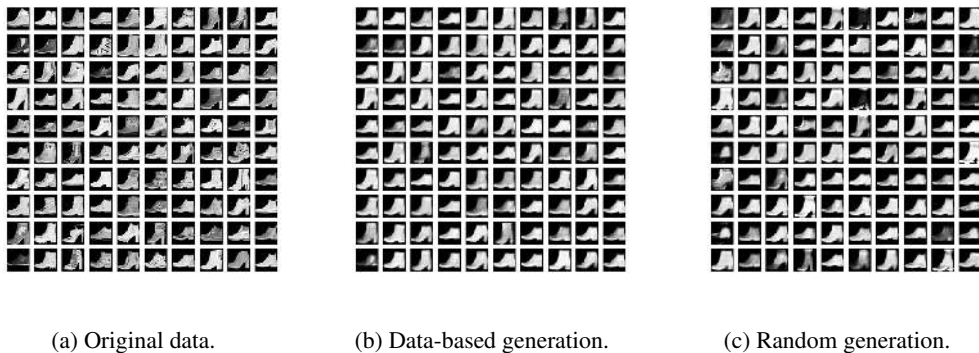 (a) Original data.
(b) Data-based generation.
(c) Random generation.